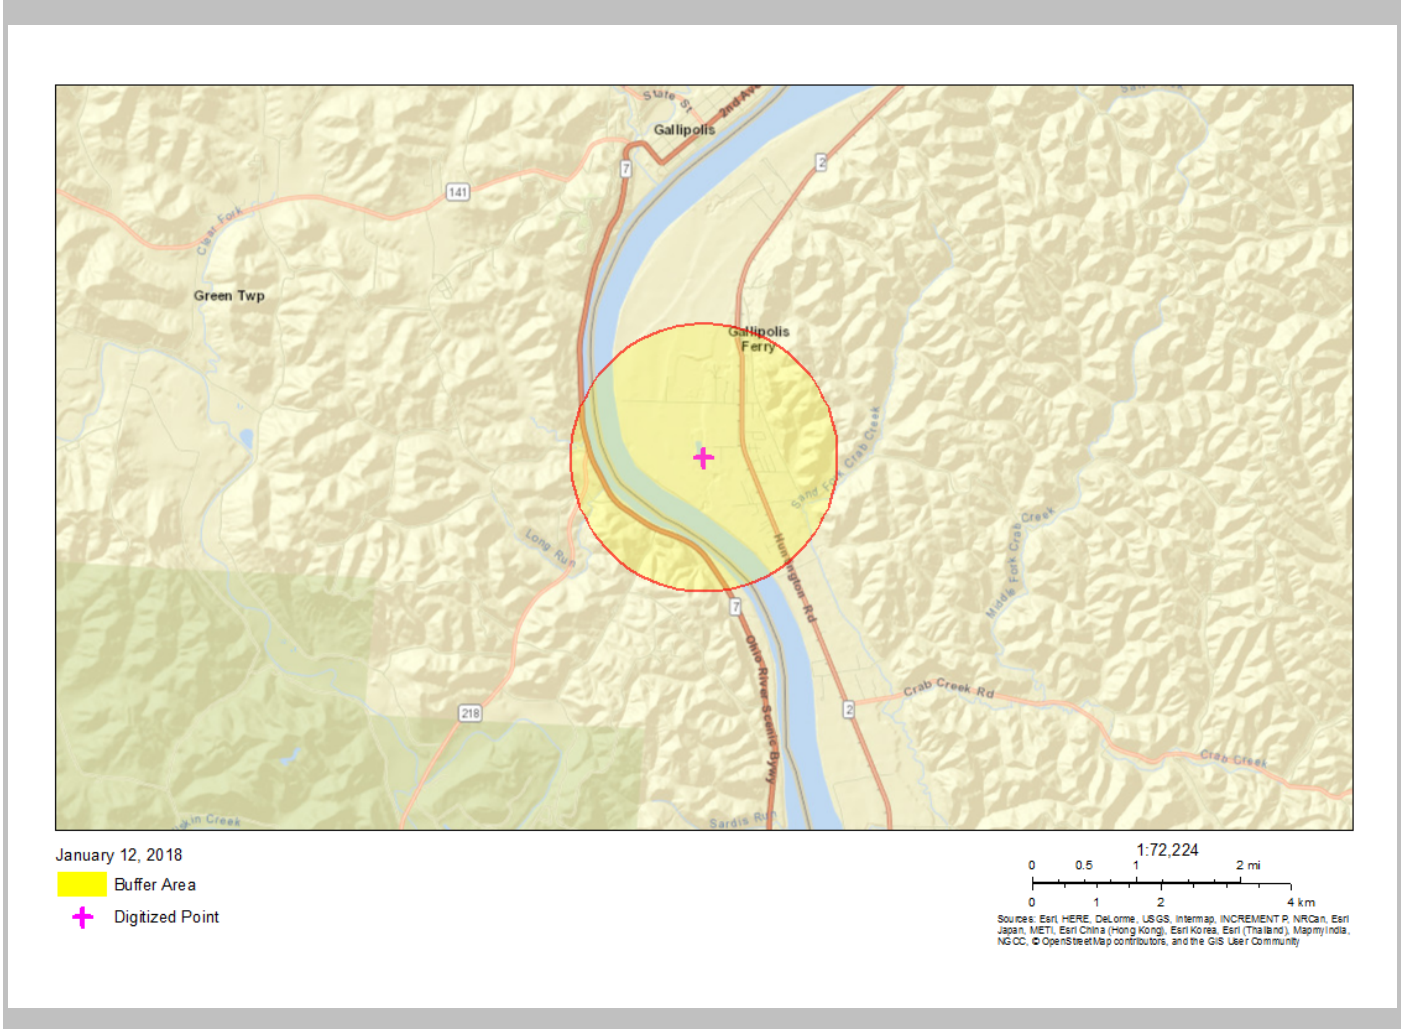 State St
2nd Ave
Gallipolis
7
2
141
Clear Fork
Green Twp
Gallipolis
Ferry
Sand Fork Crab Creek
Long Run
Huntington Rd
Middle Fork Crab Creek
7
Ohio River Scenic Bywy
Crab Creek Rd
2
218
Crab Creek
Sardis Run
kin Creek
January 12, 2018
Buffer Area
Digitized Point
1:72,224
0 0.5 1 2 mi
0 1 2 4 km
Sources: Esri, HERE, DeLorme, USGS, Intermap, INCREMENT P, NRCan, Esri
Japan, METI, Esri China (Hong Kong), Esri Korea, Esri (Thailand), MapmyIndia,
NGCC, © OpenStreetMap contributors, and the GIS User Community